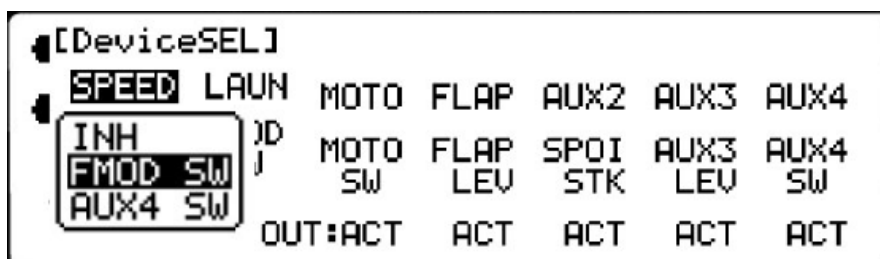 [DeviceSEL]
SPEED LAUN MOTO FLAP AUX2 AUX3 AUX4
INH
FMOD SW
AUX4 SW
MOTO FLAP SPOI AUX3 AUX4
SW LEV STK LEV SW
OUT:ACT ACT ACT ACT ACT